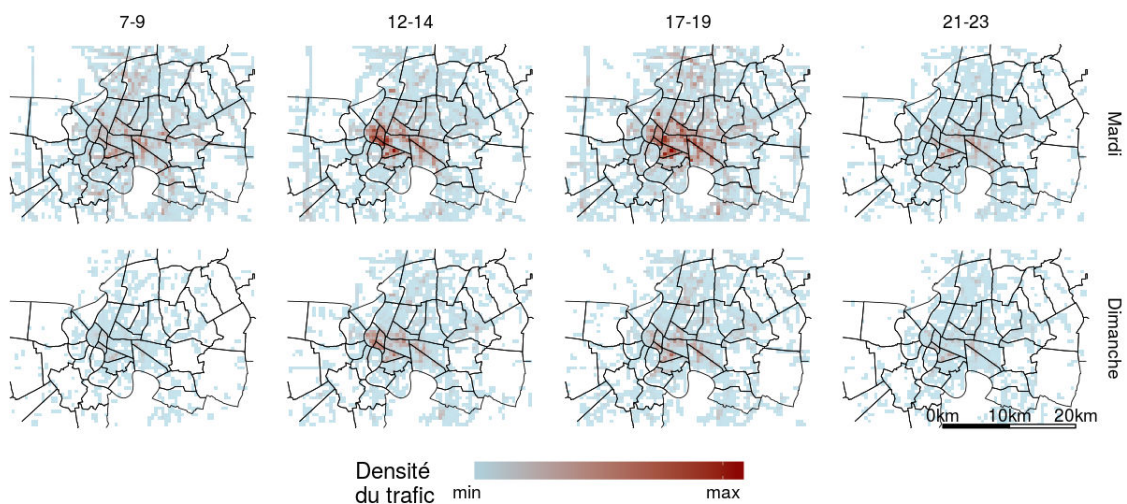 7-9 12-14 17-19 21-23
Mardi
Dimanche
0km 10km 20km
Densité
du trafic min max